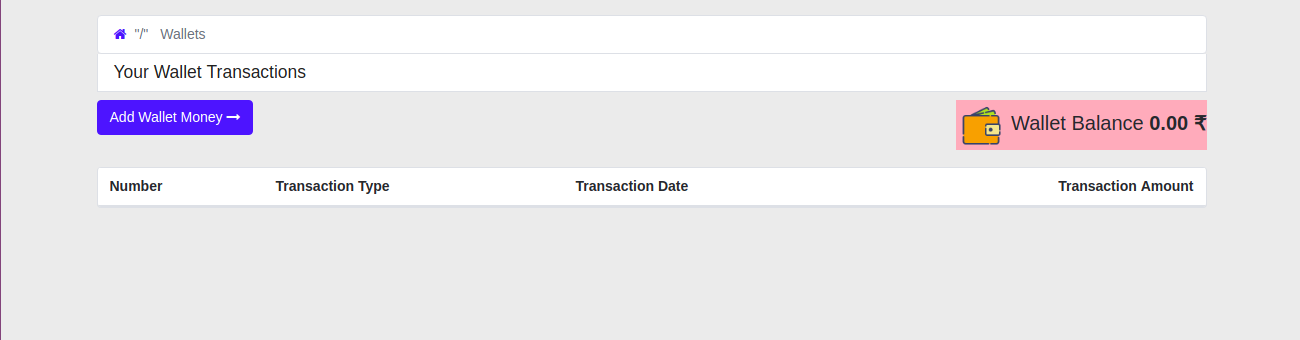 "/" Wallets
Your Wallet Transactions
Add Wallet Money → Wallet Balance 0.00 ₹
Number Transaction Type Transaction Date Transaction Amount